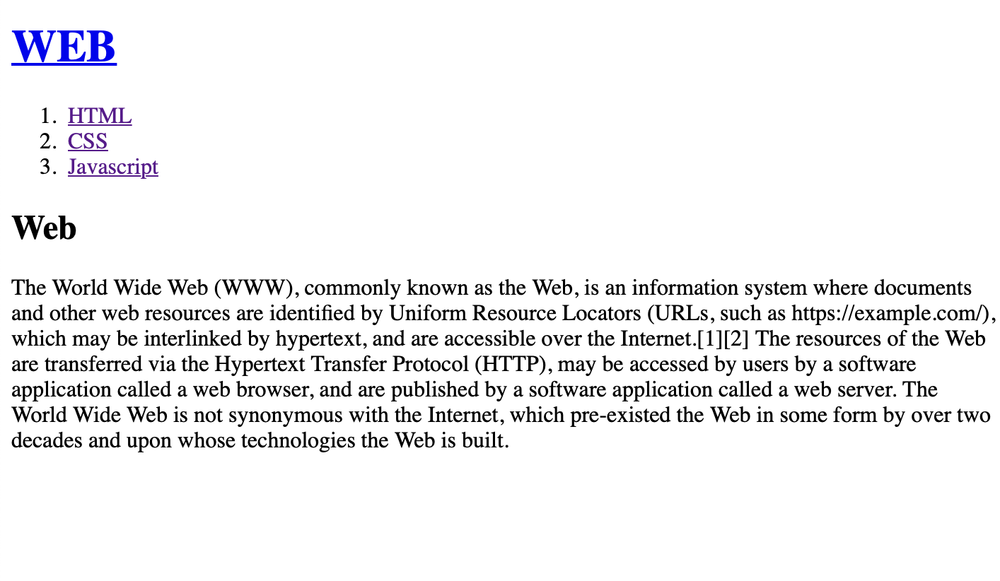 WEB
1. HTML
2. CSS
3. Javascript
Web
The World Wide Web (WWW), commonly known as the Web, is an information system where documents
and other web resources are identified by Uniform Resource Locators (URLs, such as https://example.com/),
which may be interlinked by hypertext, and are accessible over the Internet.[1][2] The resources of the Web
are transferred via the Hypertext Transfer Protocol (HTTP), may be accessed by users by a software
application called a web browser, and are published by a software application called a web server. The
World Wide Web is not synonymous with the Internet, which pre-existed the Web in some form by over two
decades and upon whose technologies the Web is built.